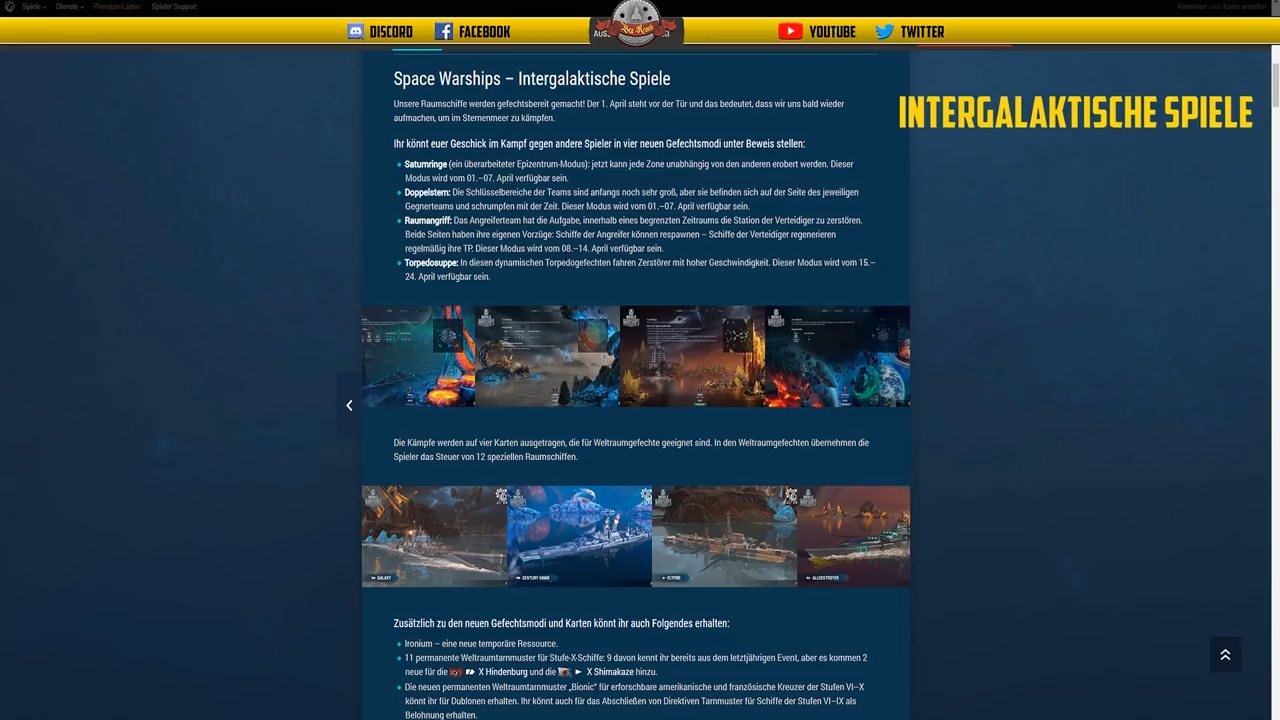 Spiele
Dienste
Premium-Laden
Spieler Support
Anmelden oder Konto erstellen
DISCORD
FACEBOOK
YOUTUBE
TWITTER
Space Warships – Intergalaktische Spiele
INTERGALAKTISCHE SPIELE
Unsere Raumschiffe werden gefechtsbereit gemacht! Der 1. April steht vor der Tür und das bedeutet, dass wir uns bald wieder
aufmachen, um im Sternenmeer zu kämpfen.
Ihr könnt euer Geschick im Kampf gegen andere Spieler in vier neuen Gefechtsmodi unter Beweis stellen:
Saturnringe (ein überarbeiteter Epizentrum-Modus): jetzt kann jede Zone unabhängig von den anderen erobert werden. Dieser
Modus wird vom 01.–07. April verfügbar sein.
Doppelstern: Die Schlüsselbereiche der Teams sind anfangs noch sehr groß, aber sie befinden sich auf der Seite des jeweiligen
Gegnerteams und schrumpfen mit der Zeit. Dieser Modus wird vom 01.–07. April verfügbar sein.
Raumangriff: Das Angreiferteam hat die Aufgabe, innerhalb eines begrenzten Zeitraums die Station der Verteidiger zu zerstören.
Beide Seiten haben ihre eigenen Vorzüge: Schiffe der Angreifer können respawnen – Schiffe der Verteidiger regenerieren
regelmäßig ihre TP. Dieser Modus wird vom 08.–14. April verfügbar sein.
Torpedosuppe: In diesen dynamischen Torpedogefechten fahren Zerstörer mit hoher Geschwindigkeit. Dieser Modus wird vom 15.–
24. April verfügbar sein.
Die Kämpfe werden auf vier Karten ausgetragen, die für Weltraumgefechte geeignet sind. In den Weltraumgefechten übernehmen die
Spieler das Steuer von 12 speziellen Raumschiffen.
GALAXY
CENTURY HAWK
FLYFIRE
ALLDESTROYER
Zusätzlich zu den neuen Gefechtsmodi und Karten könnt ihr auch Folgendes erhalten:
Ironium – eine neue temporäre Ressource.
11 permanente Weltraumtarnmuster für Stufe-X-Schiffe: 9 davon kennt ihr bereits aus dem letztjährigen Event, aber es kommen 2
neue für die X Hindenburg und die X Shimakaze hinzu.
Die neuen permanenten Weltraumtarnmuster „Bionic“ für erforschbare amerikanische und französische Kreuzer der Stufen VI–X
könnt ihr für Dublonen erhalten. Ihr könnt auch für das Abschließen von Direktiven Tarnmuster für Schiffe der Stufen VI–IX als
Belohnung erhalten.